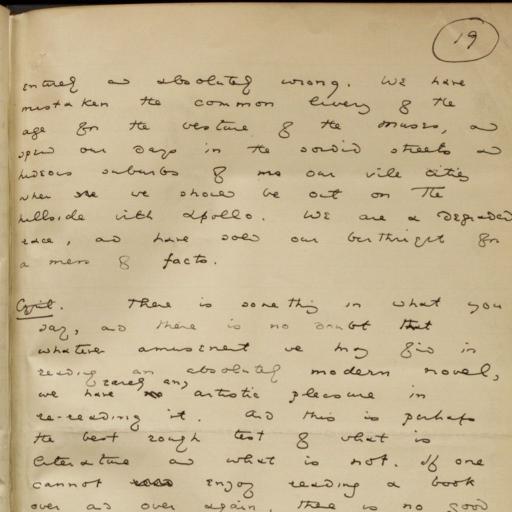 19
entirely and absolutely wrong. We have
mistaken the common livery of the
age for the vesture of the muses, and
spend our days in the sordid streets and
hideous suburbs of our vile cities
when we should be out on the
hillside with Apollo. We are a degraded
race, and have sold our birthright for
a mess of facts.
Cyril. There is something in what you
say, and there is no doubt that
whatever amusement we may find in
reading an absolutely modern novel,
rarely any
we have artistic pleasure in
re-reading it. And this is perhaps
the best rough test of what is
literature and what is not. If one
cannot enjoy reading a book
over and over again, there is no good